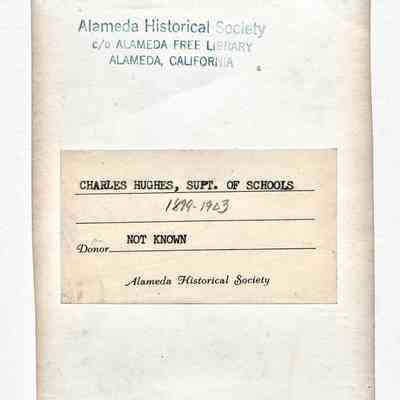 Alameda Historical Society
c/o ALAMEDA FREE LIBRARY
ALAMEDA, CALIFORNIA
CHARLES HUGHES, SUPT. OF SCHOOLS
1899-1903
NOT KNOWN
Donor
Alameda Historical Society